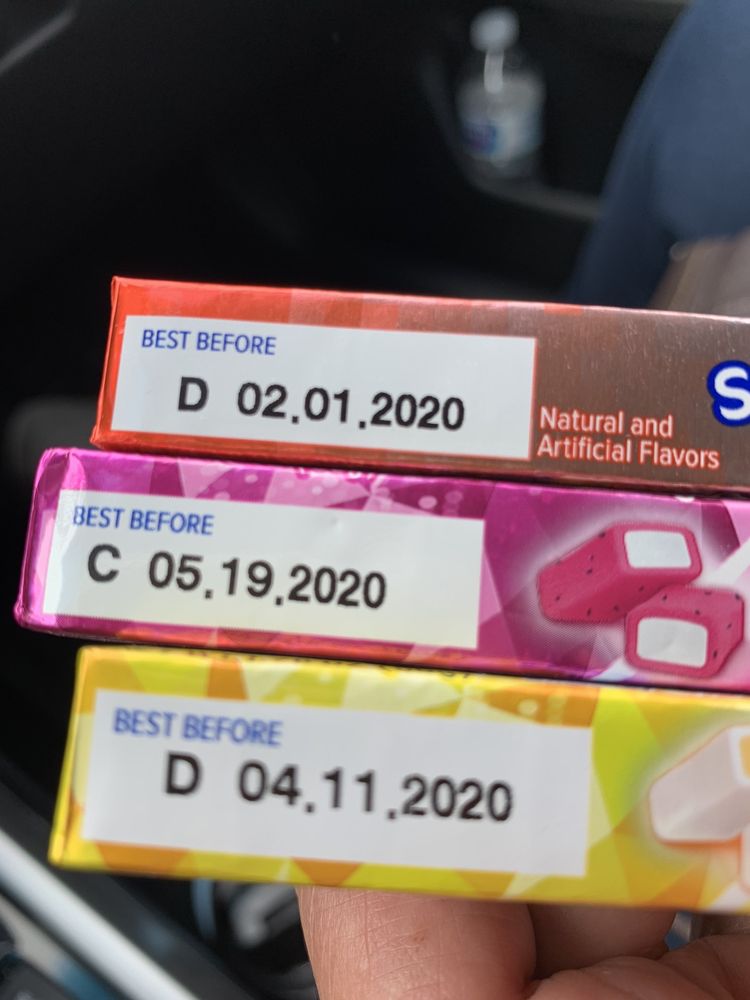 BEST BEFORE
D 02.01.2020
Natural and
Artificial Flavors
S
BEST BEFORE
C 05.19.2020
BEST BEFORE
D 04.11.2020